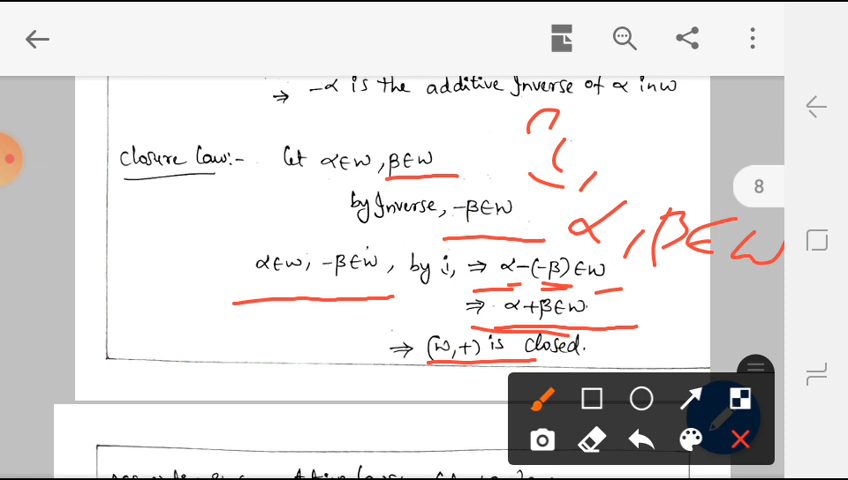 ⇒ -α is the additive Inverse of α in w
closure law:- let α∈w, β∈w
by Inverse, -β∈w
α∈w; -β∈w, by i, ⇒ α-(-β)∈w
⇒ α+β∈w.
⇒ (w,+) is closed.
i,
α, β∈w
8